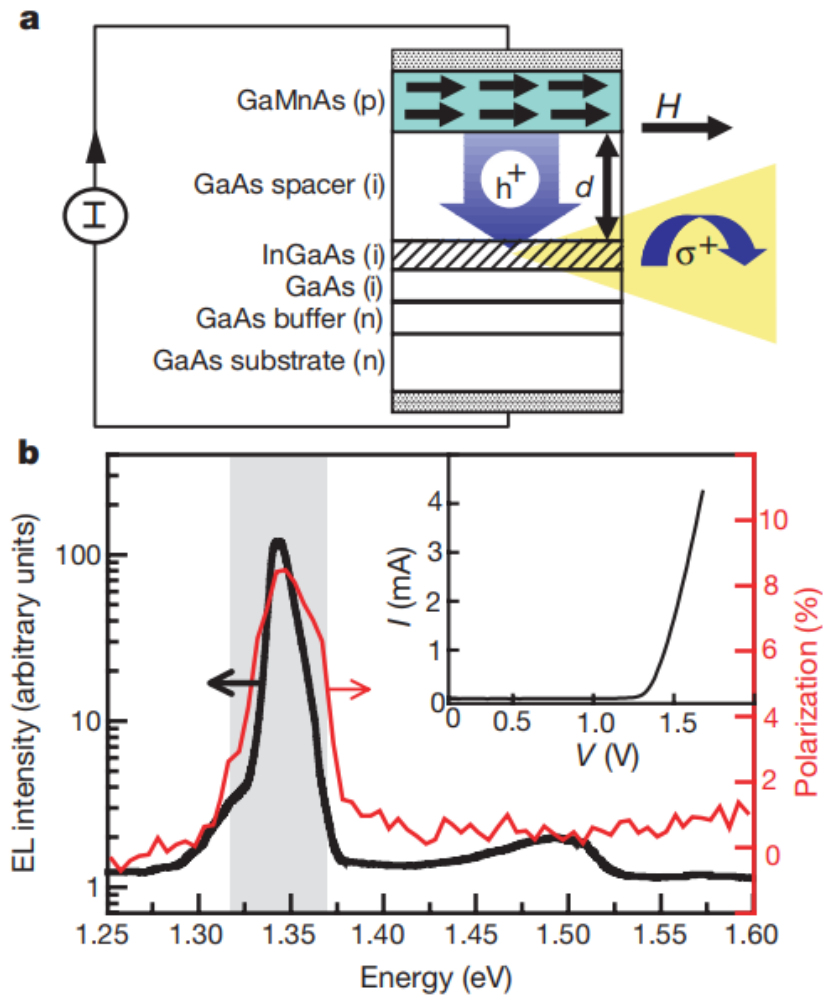 a
GaMnAs (p)
H
GaAs spacer (i)
h+
d
I
InGaAs (i)
σ+
GaAs (i)
GaAs buffer (n)
GaAs substrate (n)
b
EL intensity (arbitrary units)
100
10
1
1.25 1.30 1.35 1.40 1.45 1.50 1.55 1.60
Energy (eV)
I (mA)
4
3
2
1
0
0 0.5 1.0 1.5
V (V)
10
8
6
4
2
0
Polarization (%)